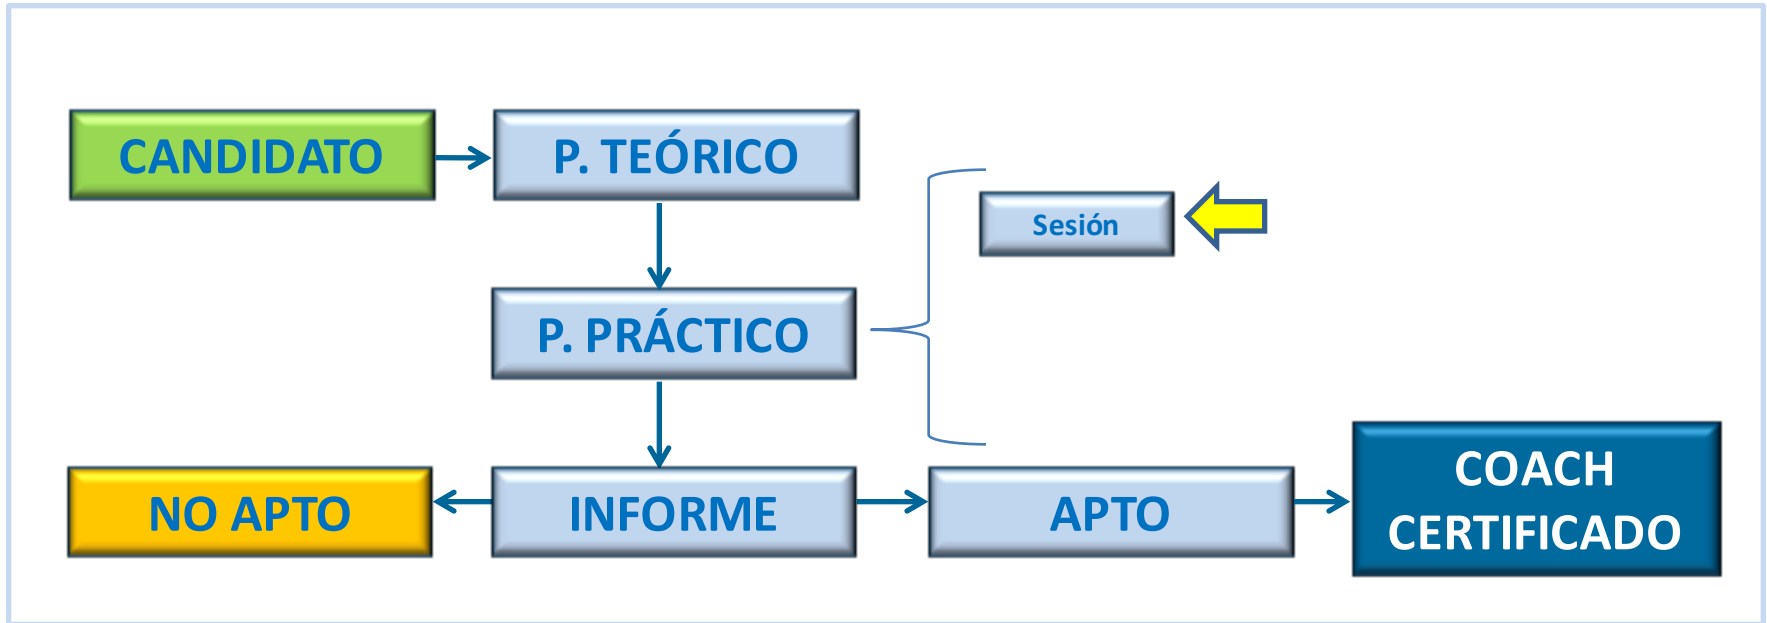 CANDIDATO
P. TEÓRICO
Sesión
P. PRÁCTICO
NO APTO
INFORME
APTO
COACH
CERTIFICADO